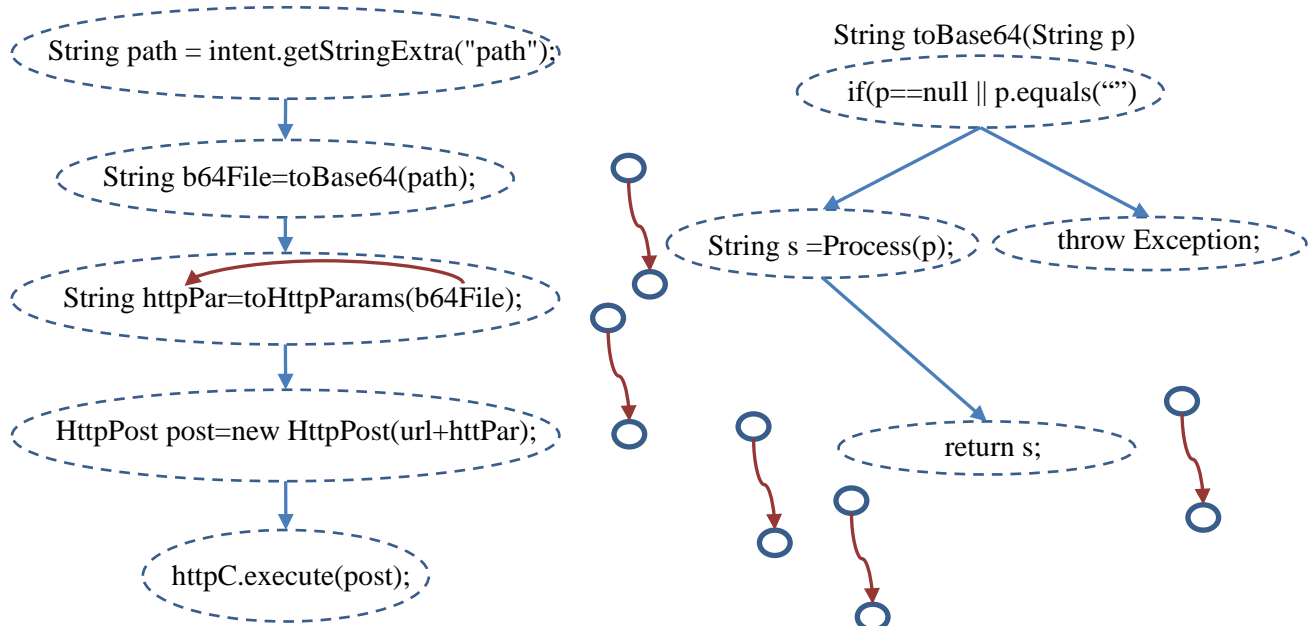 String path = intent.getStringExtra("path");
String b64File=toBase64(path);
String httpPar=toHttpParams(b64File);
HttpPost post=new HttpPost(url+httPar);
httpC.execute(post);
String toBase64(String p)
if(p==null || p.equals(“”)
String s =Process(p);
throw Exception;
return s;